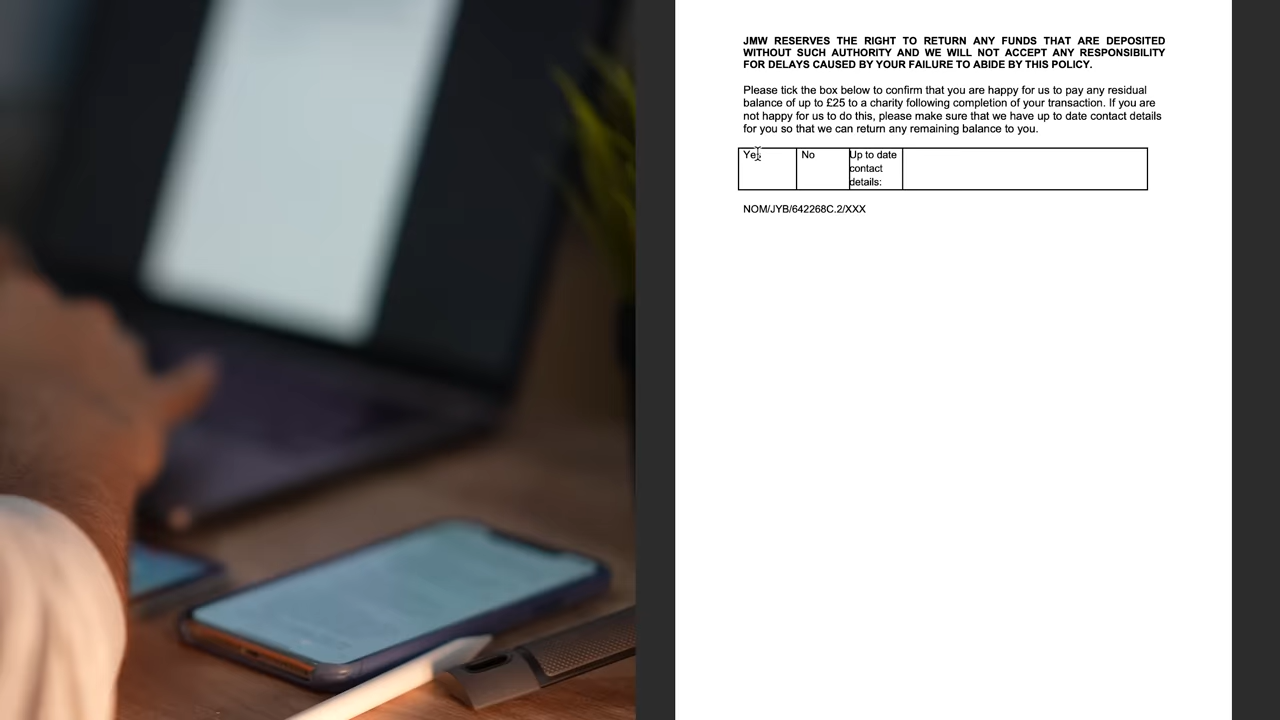 JMW RESERVES THE RIGHT TO RETURN ANY FUNDS THAT ARE DEPOSITED
WITHOUT SUCH AUTHORITY AND WE WILL NOT ACCEPT ANY RESPONSIBILITY
FOR DELAYS CAUSED BY YOUR FAILURE TO ABIDE BY THIS POLICY.
Please tick the box below to confirm that you are happy for us to pay any residual
balance of up to £25 to a charity following completion of your transaction. If you are
not happy for us to do this, please make sure that we have up to date contact details
for you so that we can return any remaining balance to you.
Yes
No
Up to date
contact
details:
NOM/JYB/642268C.2/XXX